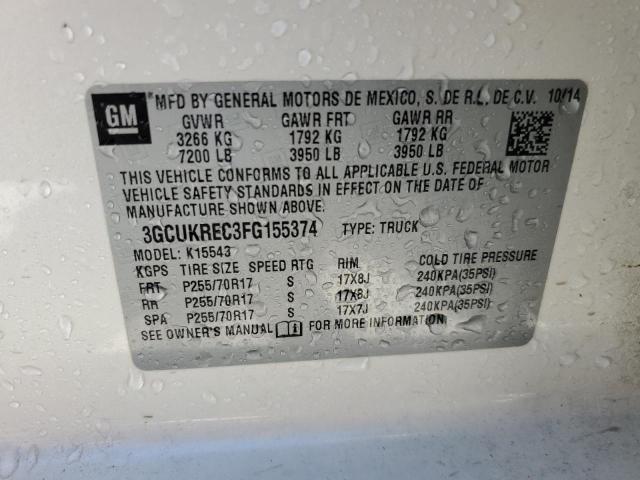 GM *MFD BY GENERAL MOTORS DE MEXICO, S. DE R.L. DE C.V. 10/14
GVWR GAWR FRT GAWR RR
3266 KG 1792 KG 1792 KG
7200 LB 3950 LB 3950 LB
THIS VEHICLE CONFORMS TO ALL APPLICABLE U.S. FEDERAL MOTOR
VEHICLE SAFETY STANDARDS IN EFFECT ON THE DATE OF
MANUFACTURE SHOWN ABOVE.
3GCUKREC3FG155374 TYPE: TRUCK
MODEL: K15543
KGPS TIRE SIZE SPEED RTG RIM COLD TIRE PRESSURE
FRT P255/70R17 S 17X8J 240KPA(35PSI)
RR P255/70R17 S 17X8J 240KPA(35PSI)
SPA P255/70R17 S 17X7J 240KPA(35PSI)
SEE OWNER'S MANUAL FOR MORE INFORMATION